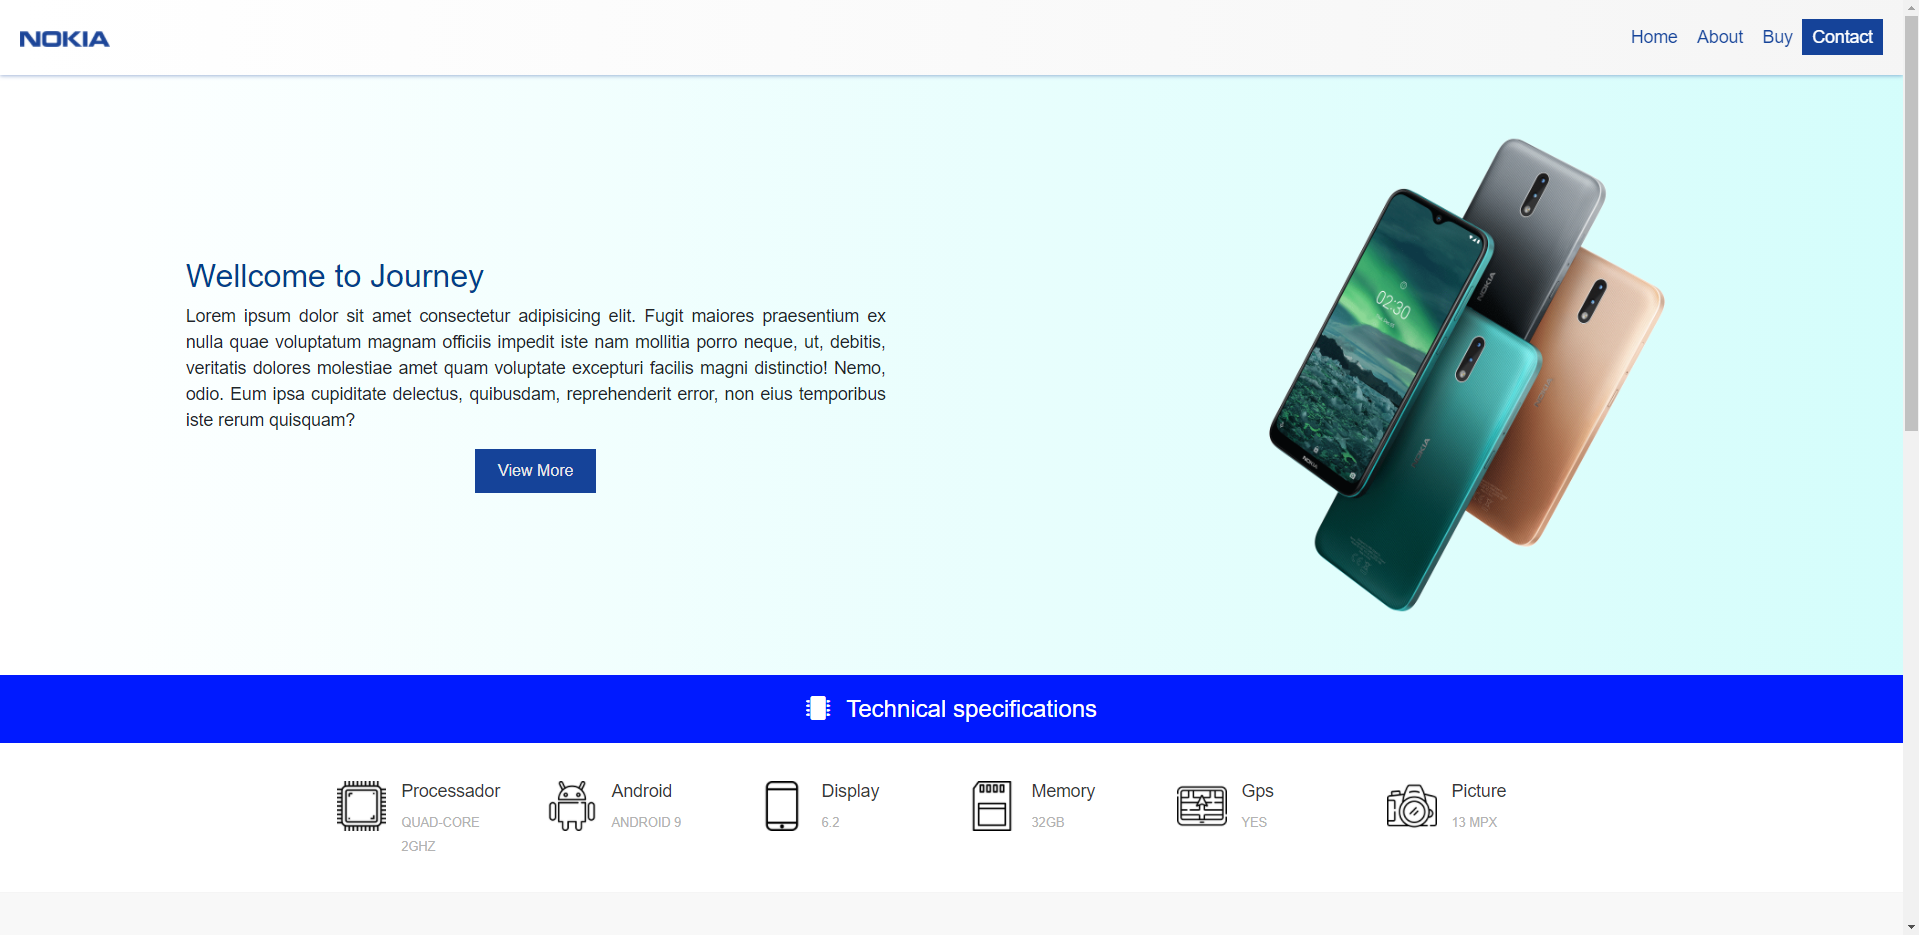 NOKIA
Home About Buy Contact
Wellcome to Journey
Lorem ipsum dolor sit amet consectetur adipisicing elit. Fugit maiores praesentium ex
nulla quae voluptatum magnam officiis impedit iste nam mollitia porro neque, ut, debitis,
veritatis dolores molestiae amet quam voluptate excepturi facilis magni distinctio! Nemo,
odio. Eum ipsa cupiditate delectus, quibusdam, reprehenderit error, non eius temporibus
iste rerum quisquam?
View More
02:30
NOKIA
NOKIA
NOKIA
NOKIA
Technical specifications
Processador
QUAD-CORE
2GHZ
Android
ANDROID 9
Display
6.2
Memory
32GB
Gps
YES
Picture
13 MPX